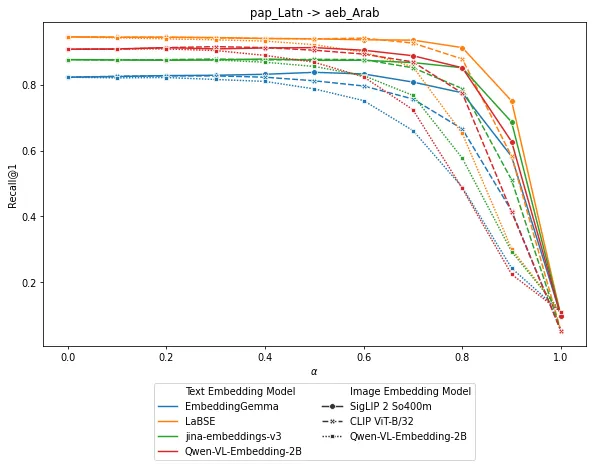 pap_Latn -> aeb_Arab
Recall@1
0.8
0.6
0.4
0.2
0.0 0.2 0.4 0.6 0.8 1.0
α
Text Embedding Model Image Embedding Model
EmbeddingGemma SigLIP 2 So400m
LaBSE CLIP ViT-B/32
jina-embeddings-v3 Qwen-VL-Embedding-2B
Qwen-VL-Embedding-2B